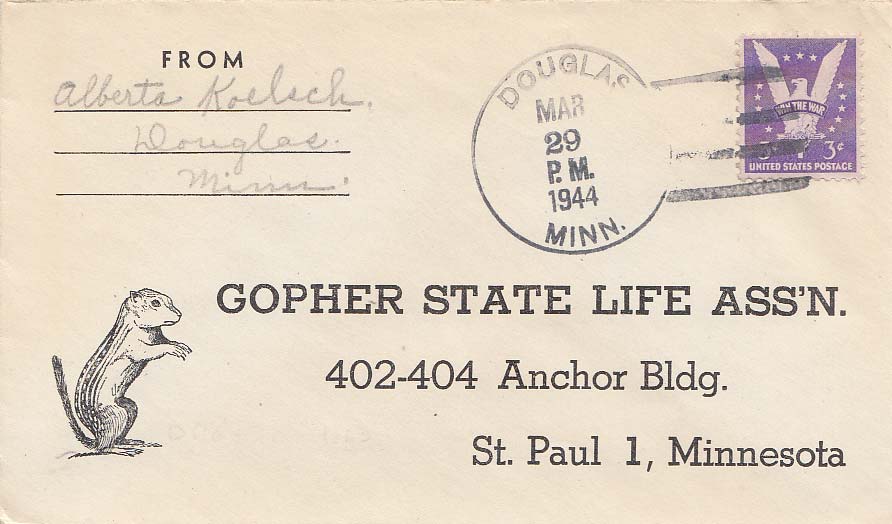 FROM
Alberta Koelsch.
Douglas.
Minn.
DOUGLAS
MAR
29
P.M.
1944
MINN.
WIN THE WAR
3¢ 3¢
UNITED STATES POSTAGE
GOPHER STATE LIFE ASS'N.
402-404 Anchor Bldg.
St. Paul 1, Minnesota